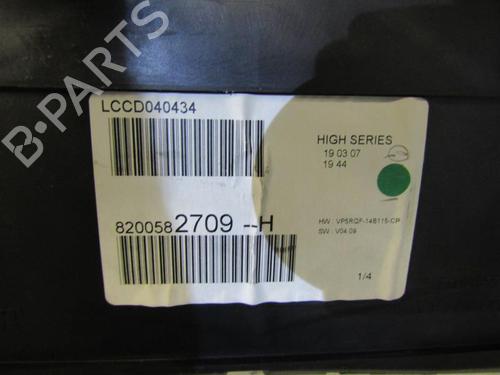 B-PARTS
LCCD040434
8200582709 --H
HIGH SERIES
19 03 07
19 44
HW : VP5RQF-14B115-CP
SW : V04.09
1/4